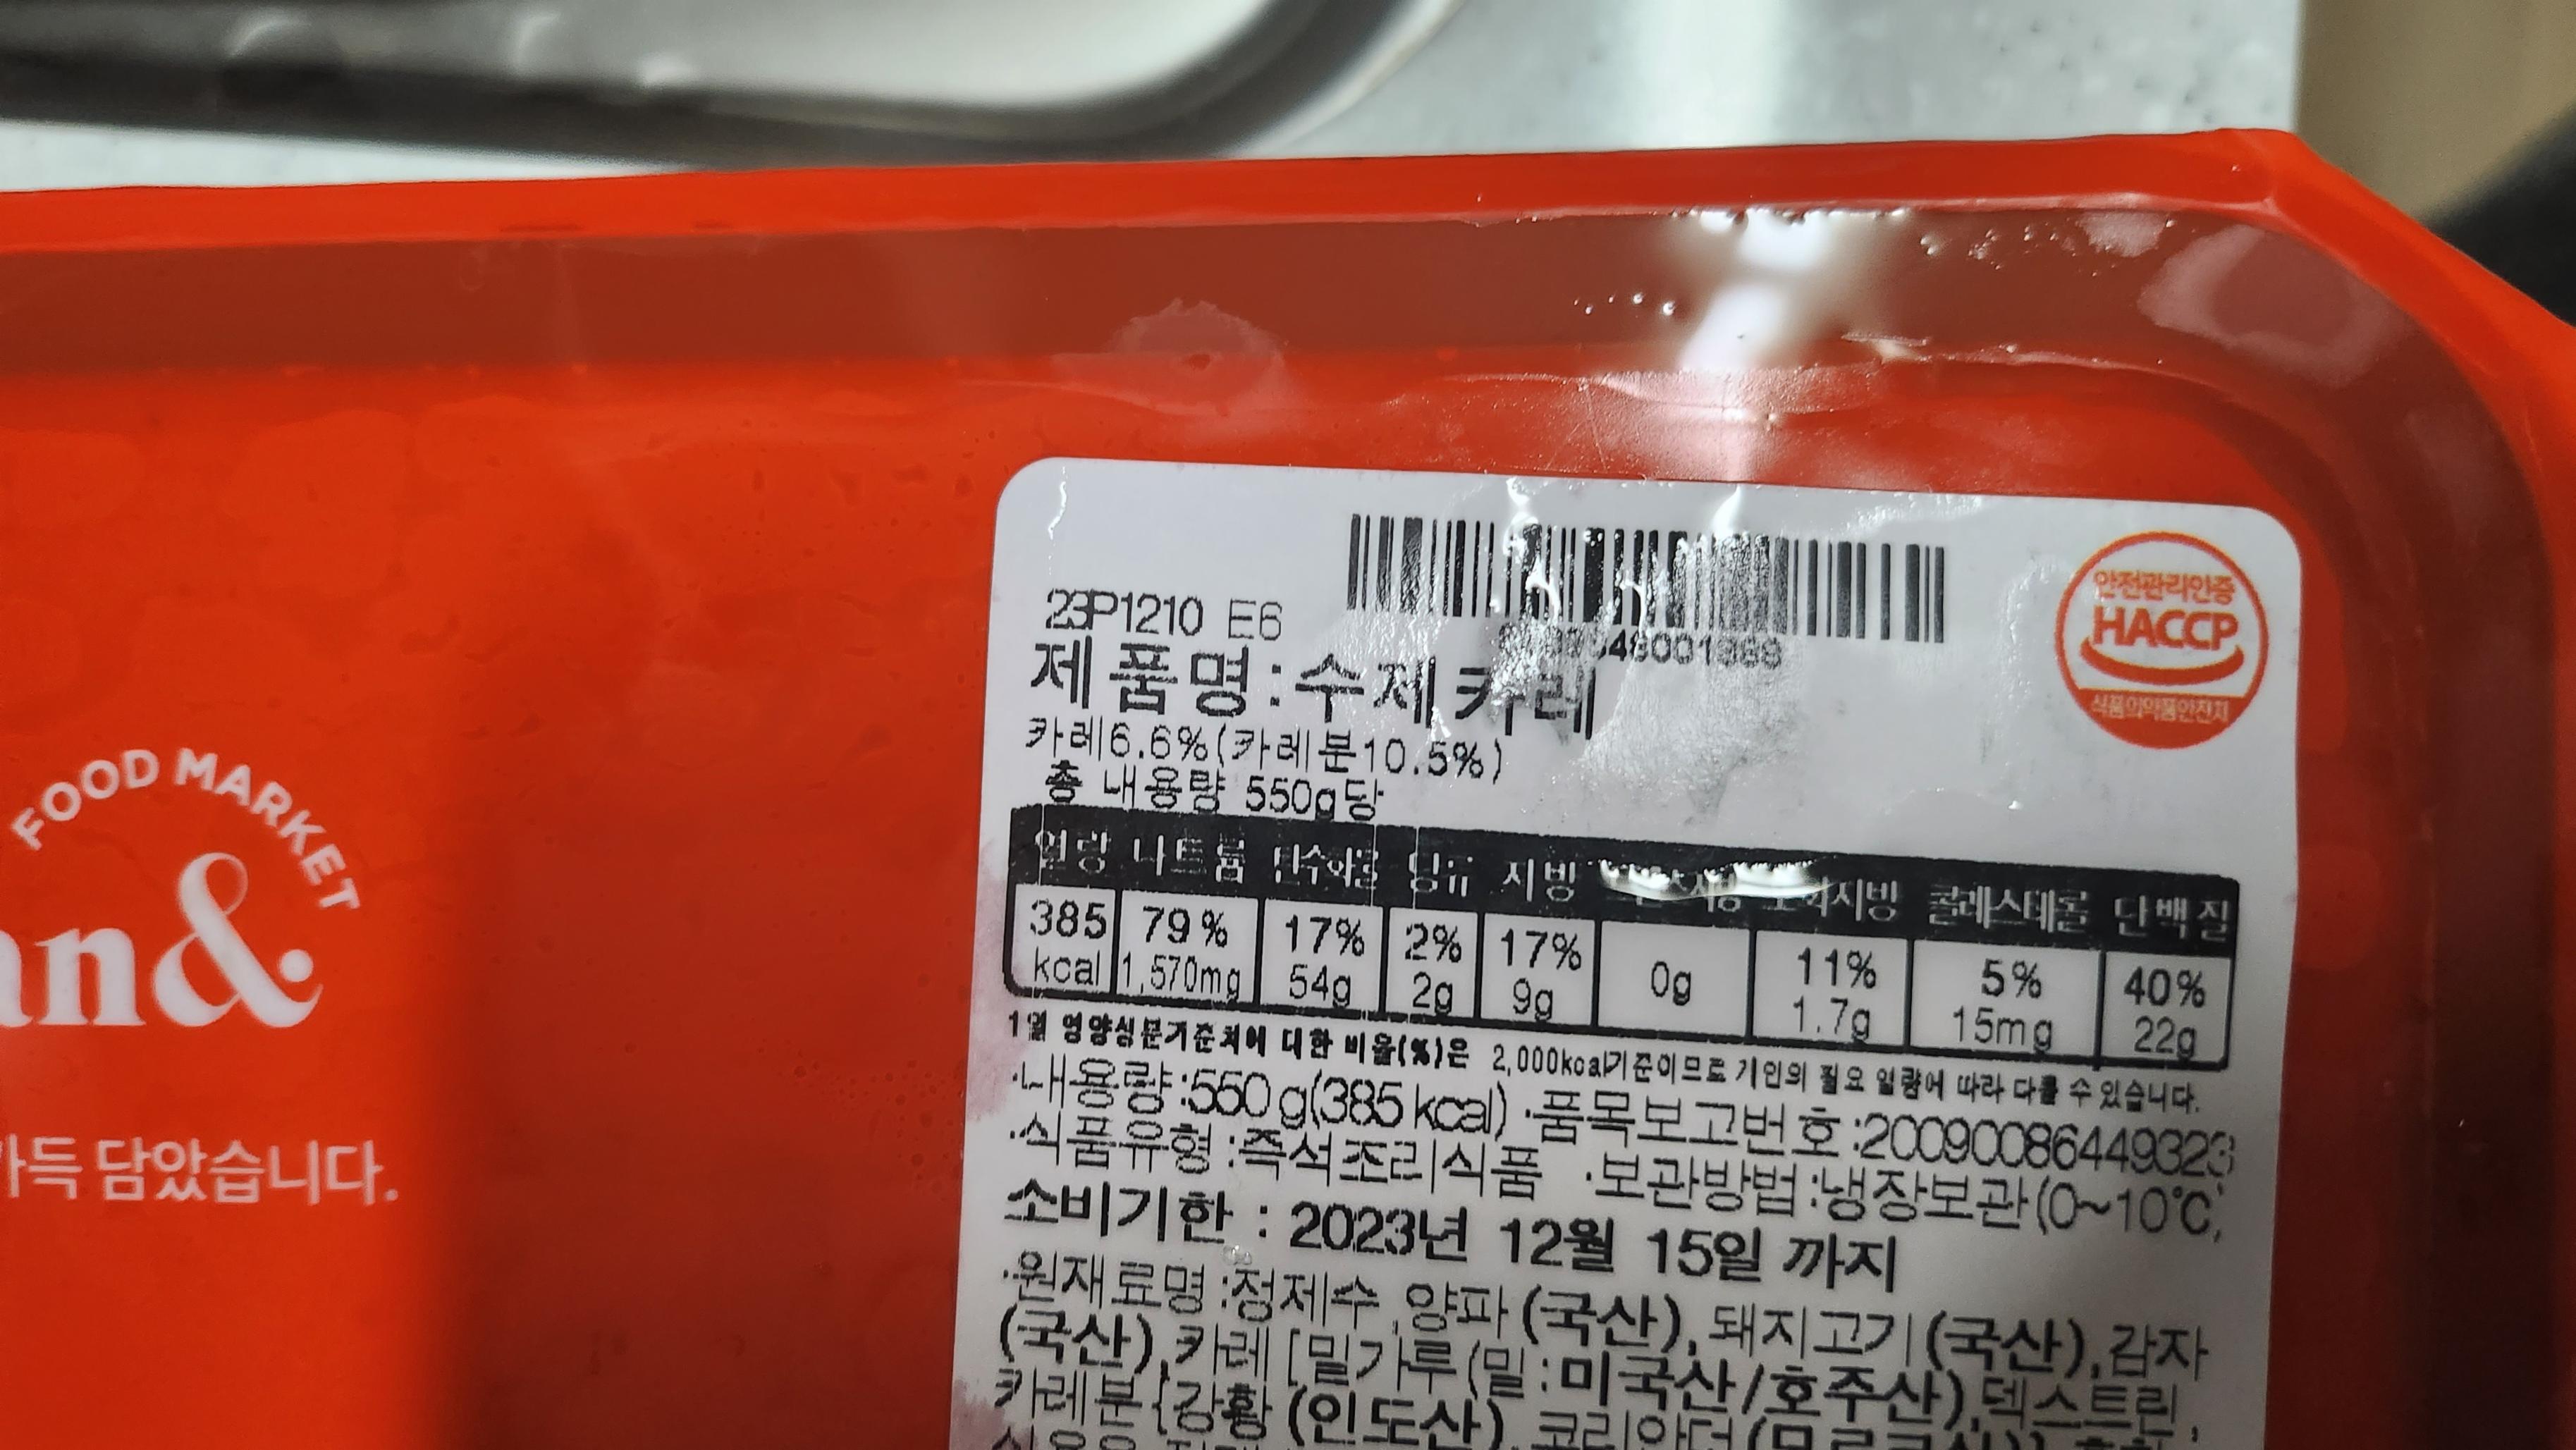 FOOD MARKET
an&
가득 담았습니다.
23P1210 E6
안전관리인증
HACCP
식품의약품안전처
제품명:수제카레
카레6.6%(카레분10.5%)
총 내용량 550g당
열량 나트륨 탄수화물 당류 지방 포화지방 콜레스테롤 단백질
385 79% 17% 2% 17% 11% 5% 40%
kcal 1,570mg 54g 2g 9g 0g 1.7g 15mg 22g
1일 영양성분기준치에 대한 비율(%)은 2,000kcal기준이므로 개인의 필요 열량에 따라 다를 수 있습니다.
·내용량:550g(385kcal) ·품목보고번호:20090086449323
·식품유형:즉석조리식품 ·보관방법:냉장보관(0~10℃)
소비기한 : 2023년 12월 15일 까지
·원재료명:정제수,양파(국산),돼지고기(국산),감자
(국산),카레[밀가루(밀:미국산/호주산),덱스트린,
카레분{강황(인도산),코리안더